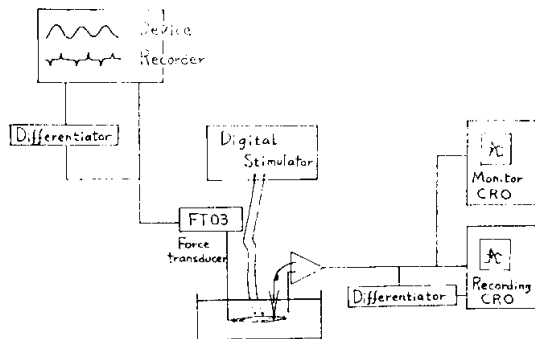 Device
Recorder
Differentiator
Digital
Stimulator
FT03
Force
transducer
Monitor
CRO
Differentiator
Recording
CRO